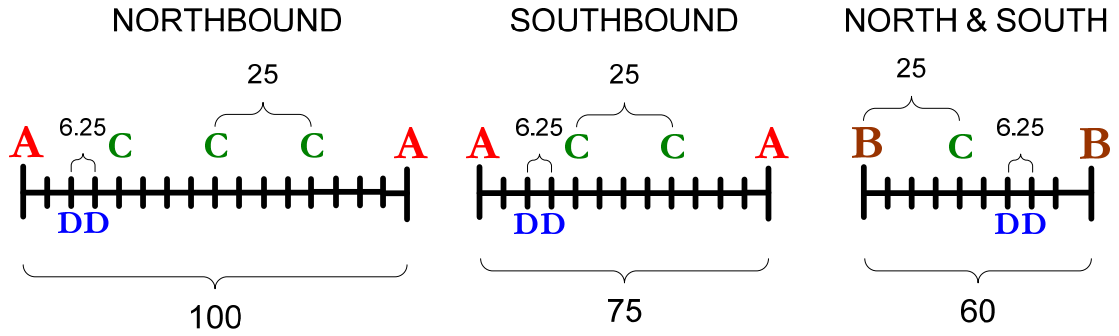 NORTHBOUND SOUTHBOUND NORTH & SOUTH
25 25 25
6.25 6.25 6.25
A C C C A A C C A B C B
DD DD DD
100 75 60